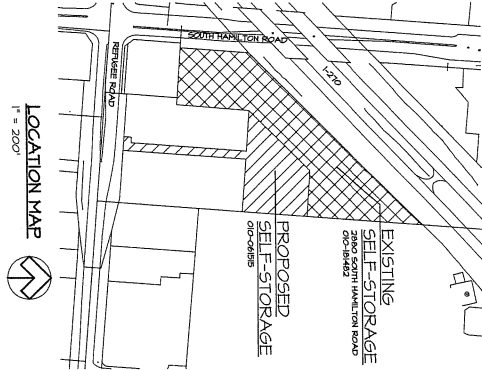 SOUTH HAMILTON ROAD
I-270
REFUGEE ROAD
LOCATION MAP
1" = 200'
EXISTING
SELF-STORAGE
2880 SOUTH HAMILTON ROAD
010-181482
PROPOSED
SELF-STORAGE
010-061515